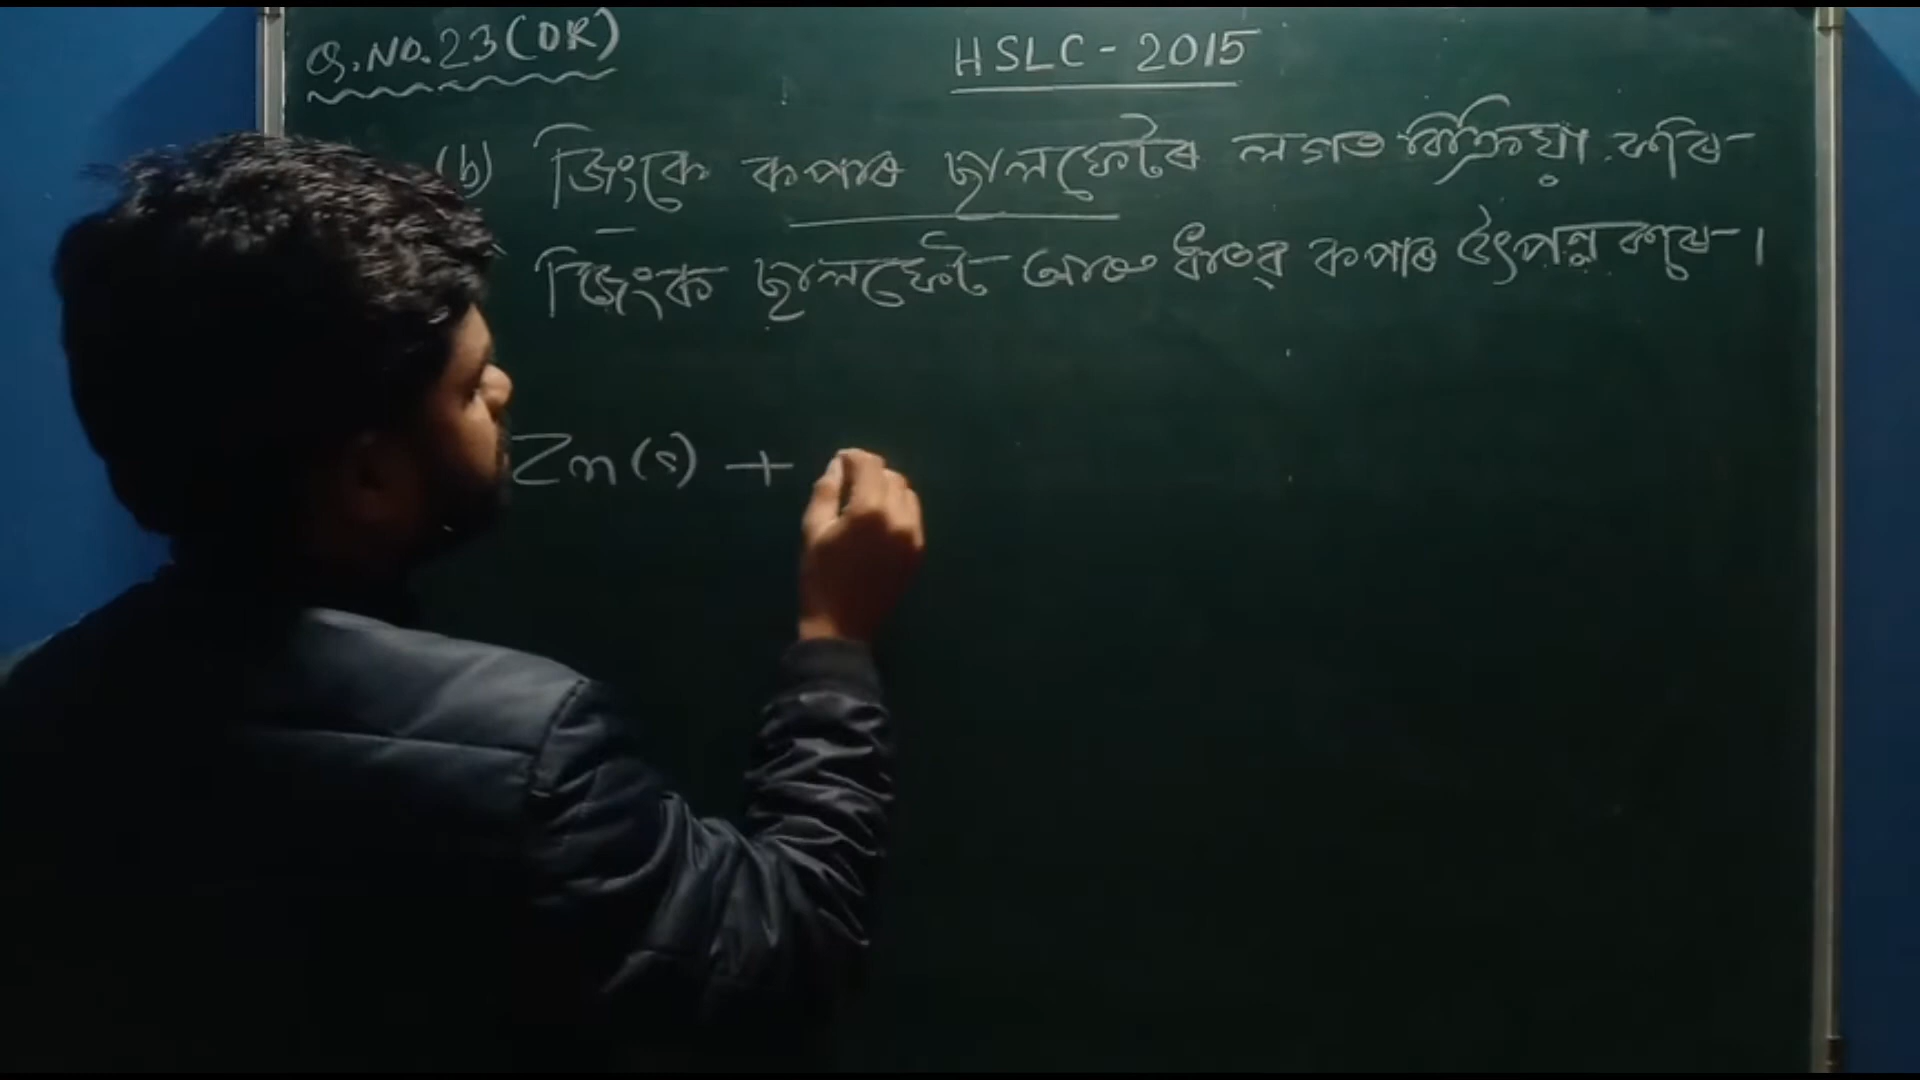 Q.NO.23(OR)
HSLC-2015
(b) জিংকে কপাৰ ছালফেটৰ লগত বিক্ৰিয়া কৰি
জিংক ছালফেট আৰু ধাতৱ কপাৰ উৎপন্ন কৰে।
Zn(s) +